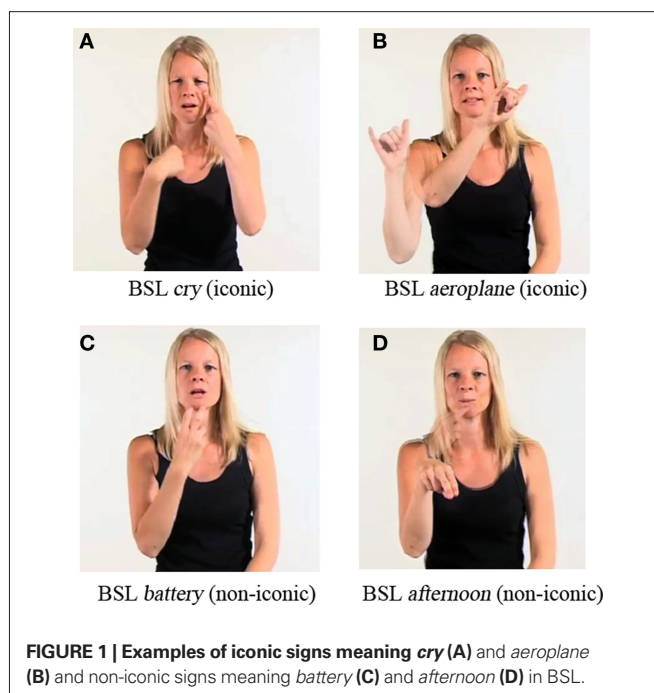 A
B
BSL cry (iconic)
BSL aeroplane (iconic)
C
D
BSL battery (non-iconic)
BSL afternoon (non-iconic)
FIGURE 1 | Examples of iconic signs meaning cry (A) and aeroplane
(B) and non-iconic signs meaning battery (C) and afternoon (D) in BSL.